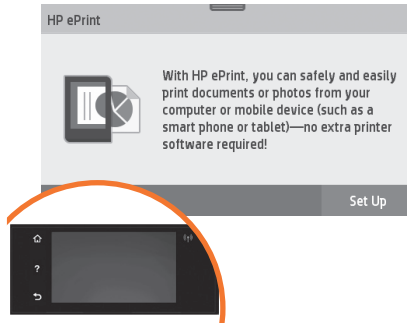 HP ePrint
With HP ePrint, you can safely and easily
print documents or photos from your
computer or mobile device (such as a
smart phone or tablet)—no extra printer
software required!
Set Up
?